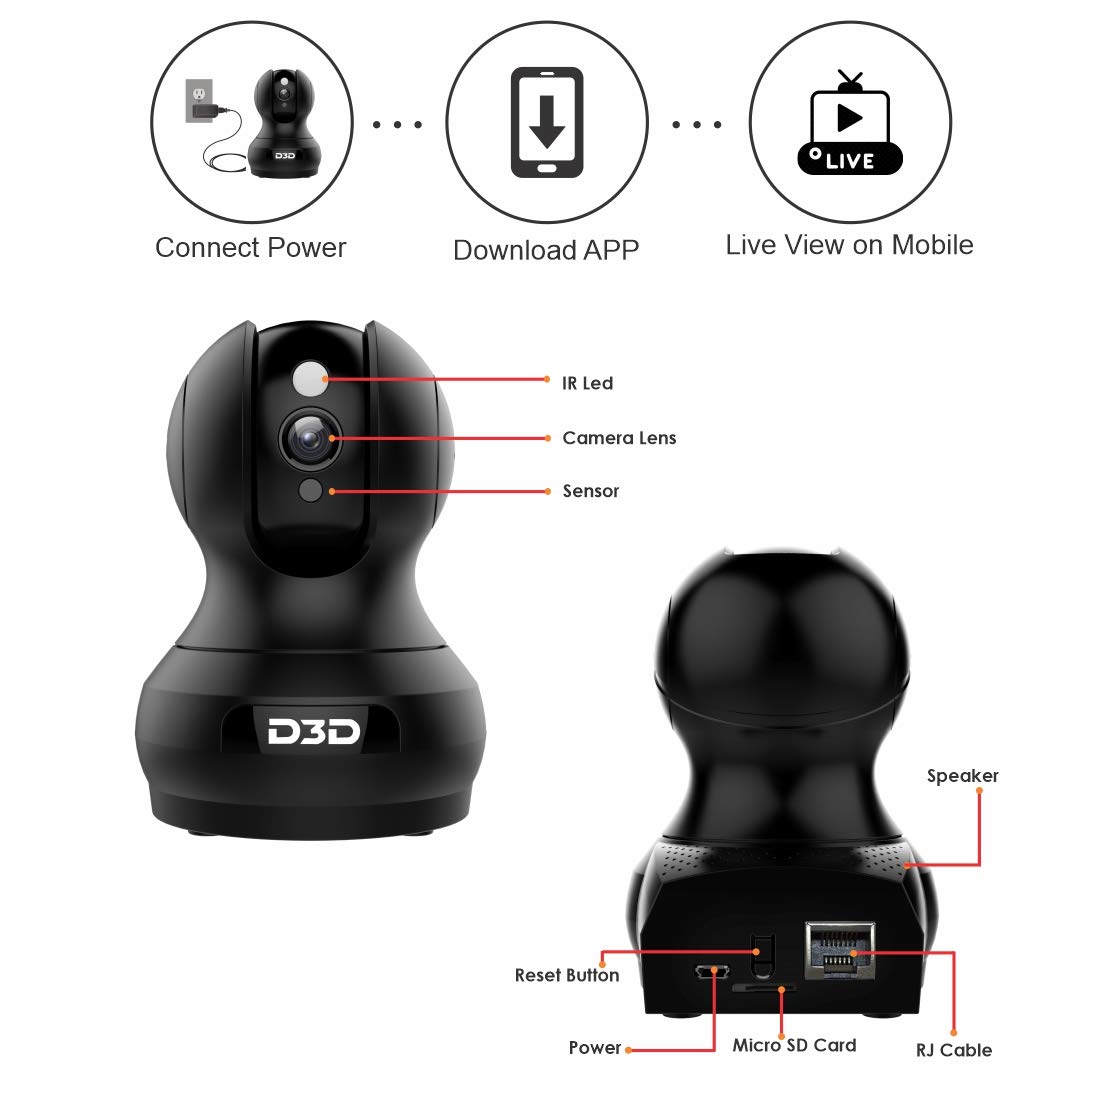 D3D
LIVE
Connect Power
Download APP
Live View on Mobile
IR Led
Camera Lens
Sensor
D3D
Speaker
Reset Button
Power
Micro SD Card
RJ Cable